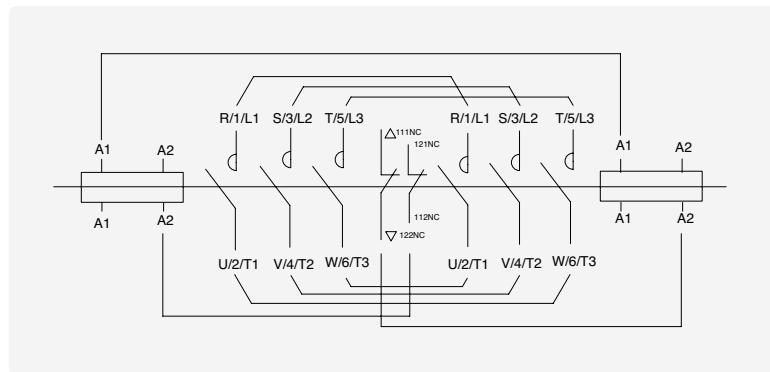 R/1/L1 S/3/L2 T/5/L3 111NC R/1/L1 S/3/L2 T/5/L3
121NC
A1 A2 A1 A2
A1 A2 112NC A1 A2
122NC
U/2/T1 V/4/T2 W/6/T3 U/2/T1 V/4/T2 W/6/T3